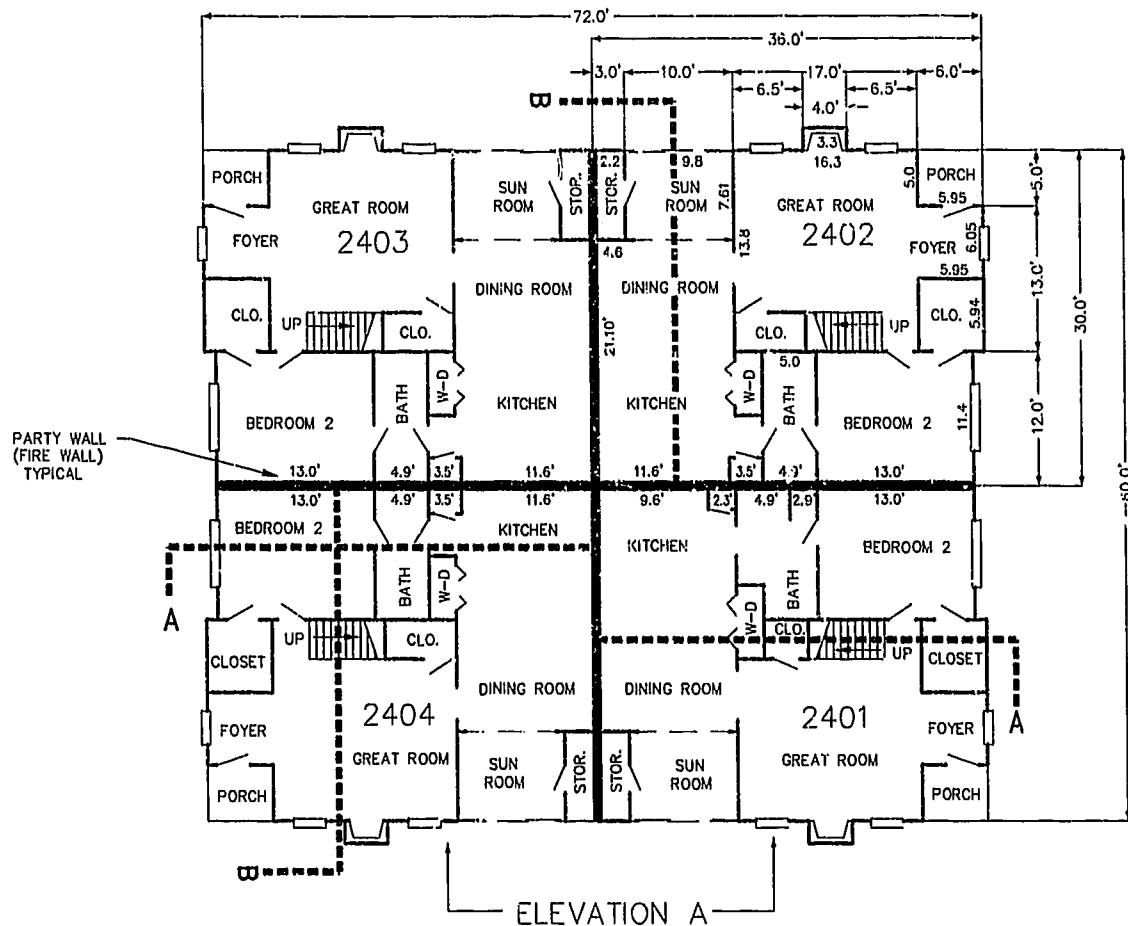 72.0'
36.0'
3.0' 10.0' 17.0' 6.0'
6.5' 6.5'
4.0'
B
3.3
16.3
2.2 9.8
PORCH STOR. STOR. 5.0 PORCH 5.0'
SUN ROOM SUN ROOM 7.61 5.95
GREAT ROOM GREAT ROOM
2403 2402
FOYER FOYER 6.05
4.6 13.8
5.95
13.0'
30.0'
DINING ROOM DINING ROOM
CLO. UP CLO. 21.10' CLO. UP CLO. 5.94
5.0
W-D W-D
BATH BATH
KITCHEN KITCHEN
BEDROOM 2 BEDROOM 2 11.4 12.0'
PARTY WALL
(FIRE WALL)
TYPICAL
13.0' 4.9' 3.5' 11.6' 11.6' 3.5' 4.9' 13.0'
13.0' 4.9' 3.5' 11.6' 9.6' 2.3' 4.9' 2.9' 13.0'
BEDROOM 2 KITCHEN KITCHEN BEDROOM 2
A
BATH W-D W-D BATH
UP CLO. CLO. UP
CLOSET CLOSET
DINING ROOM DINING ROOM
A
2404 2401
FOYER FOYER
GREAT ROOM GREAT ROOM
SUN ROOM STOR. STOR. SUN ROOM
PORCH PORCH
B
ELEVATION A